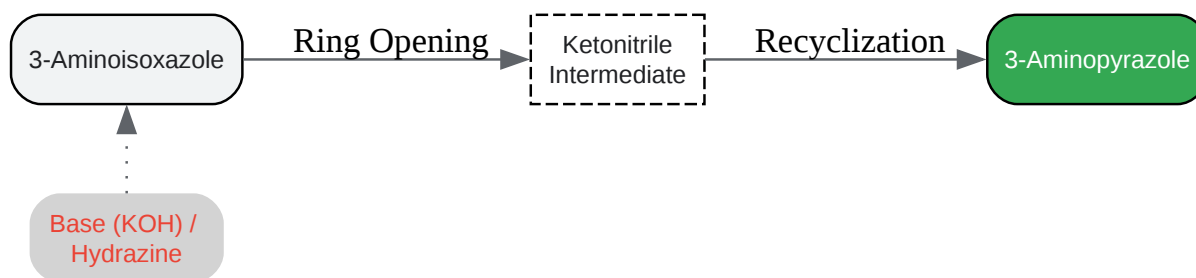 3-Aminoisoxazole
Ring Opening
Ketonitrile
Intermediate
Recyclization
3-Aminopyrazole
Base (KOH) /
Hydrazine